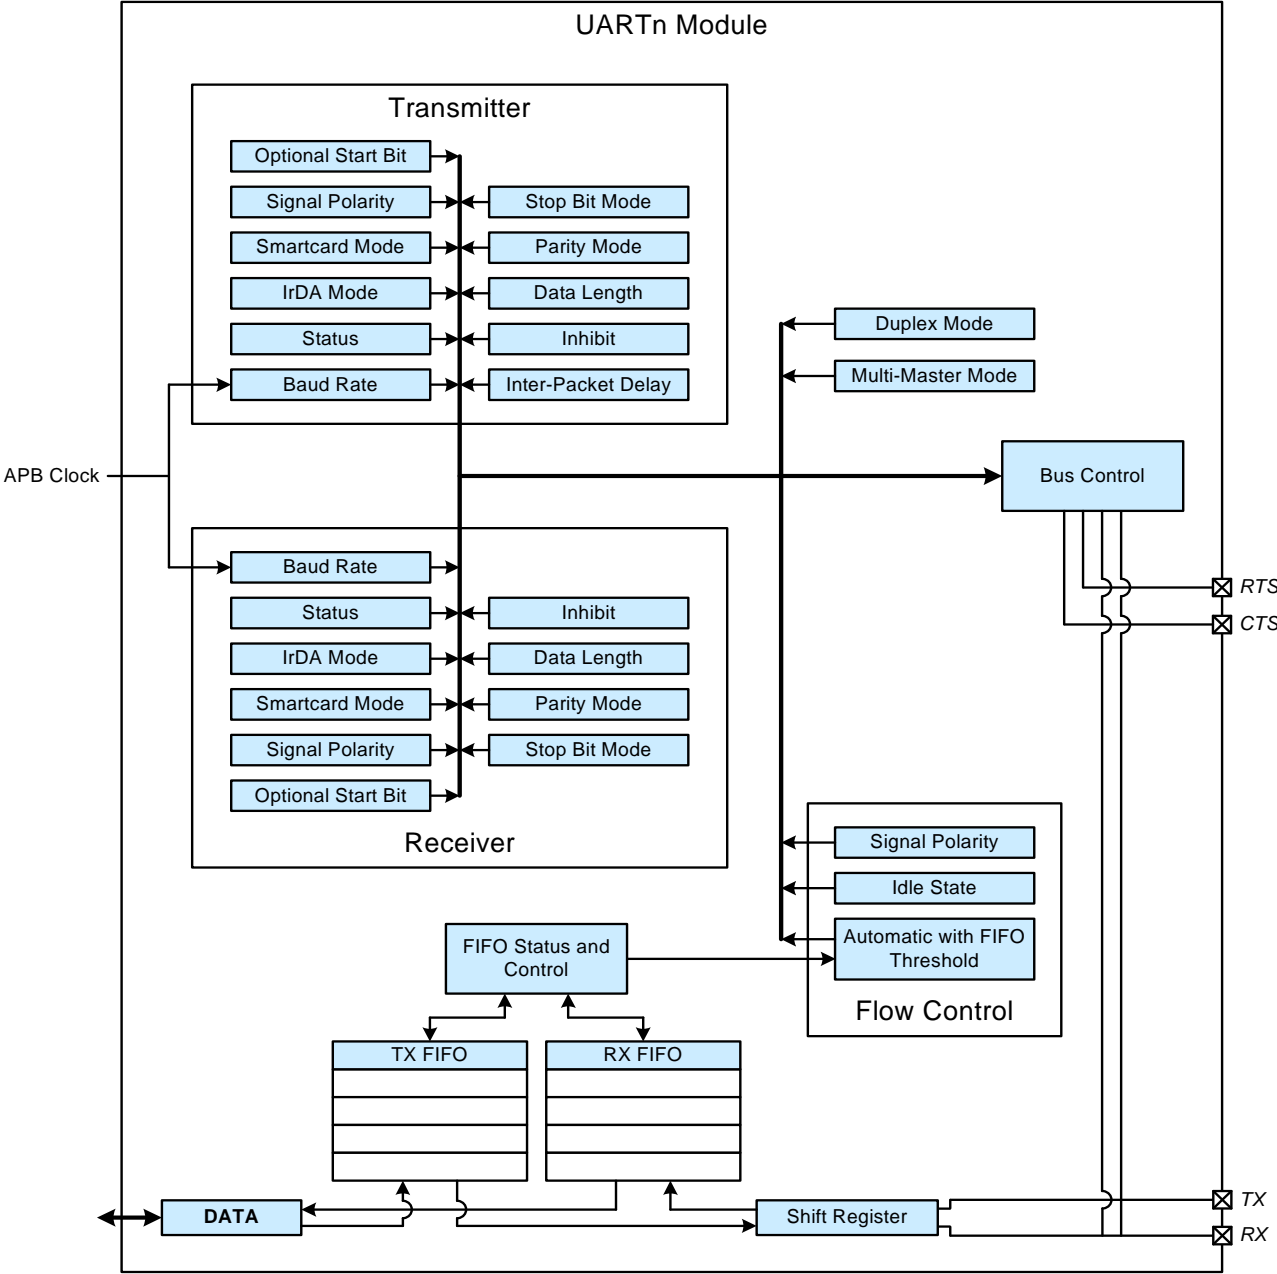 UARTn Module
Transmitter
Optional Start Bit
Signal Polarity
Stop Bit Mode
Smartcard Mode
Parity Mode
IrDA Mode
Data Length
Status
Inhibit
Baud Rate
Inter-Packet Delay
Duplex Mode
Multi-Master Mode
APB Clock
Bus Control
Baud Rate
Status
Inhibit
IrDA Mode
Data Length
Smartcard Mode
Parity Mode
Signal Polarity
Stop Bit Mode
Optional Start Bit
Receiver
RTS
CTS
Signal Polarity
Idle State
Automatic with FIFO
Threshold
Flow Control
FIFO Status and
Control
TX FIFO
RX FIFO
DATA
Shift Register
TX
RX